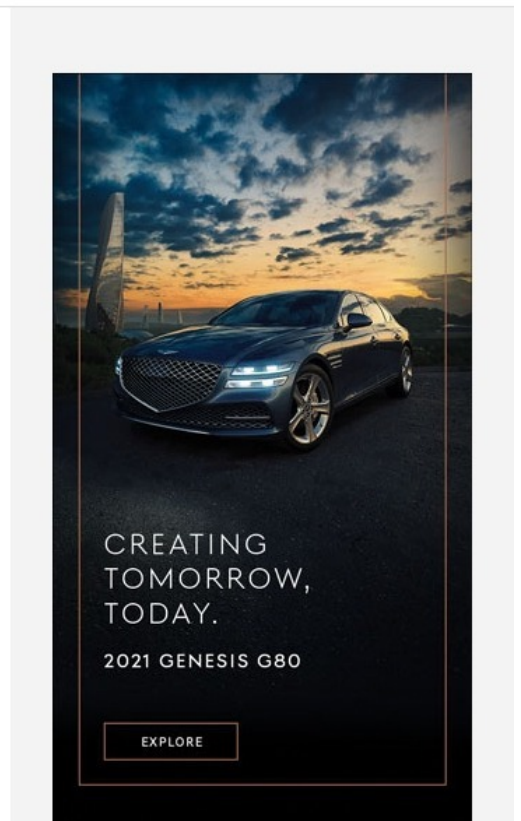 CREATING
TOMORROW,
TODAY.
2021 GENESIS G80
EXPLORE